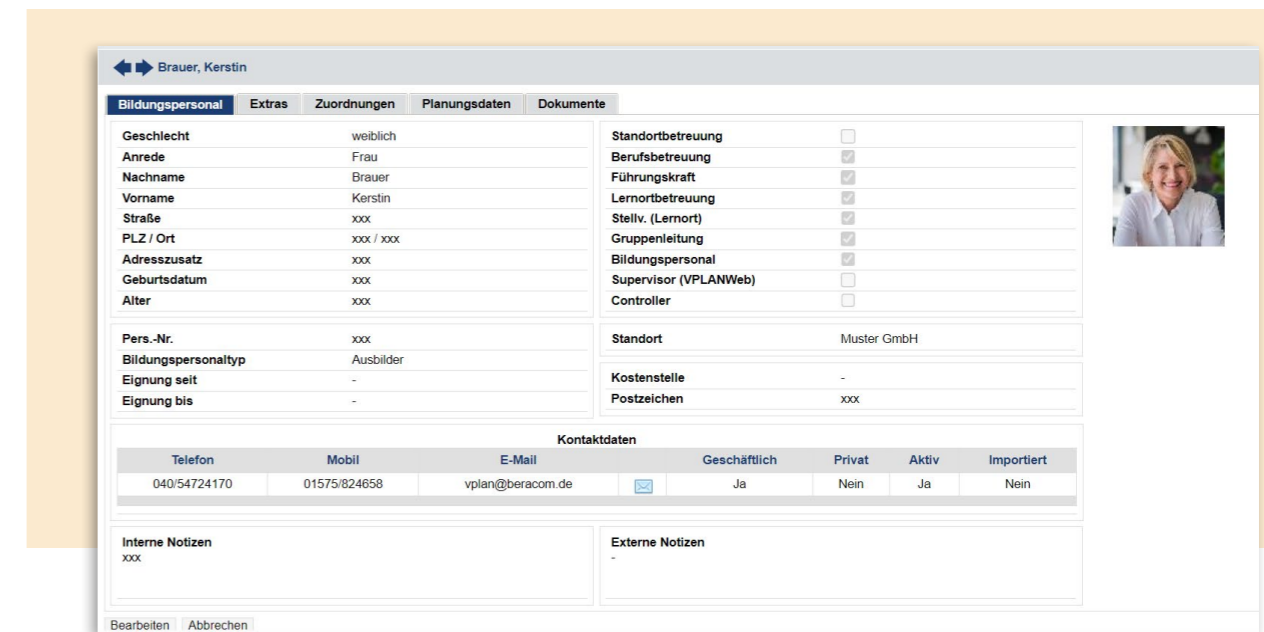 Brauer, Kerstin
Bildungspersonal Extras Zuordnungen Planungsdaten Dokumente
Geschlecht weiblich
Anrede Frau
Nachname Brauer
Vorname Kerstin
Straße xxx
PLZ / Ort xxx / xxx
Adresszusatz xxx
Geburtsdatum xxx
Alter xxx
Standortbetreuung
Berufsbetreuung
Führungskraft
Lernortbetreuung
Stellv. (Lernort)
Gruppenleitung
Bildungspersonal
Supervisor (VPLANWeb)
Controller
Pers.-Nr. xxx
Bildungspersonaltyp Ausbilder
Eignung seit -
Eignung bis -
Standort Muster GmbH
Kostenstelle -
Postzeichen xxx
Kontaktdaten
Telefon Mobil E-Mail Geschäftlich Privat Aktiv Importiert
040/54724170 01575/824658 vplan@beracom.de Ja Nein Ja Nein
Interne Notizen
xxx
Externe Notizen
-
Bearbeiten Abbrechen